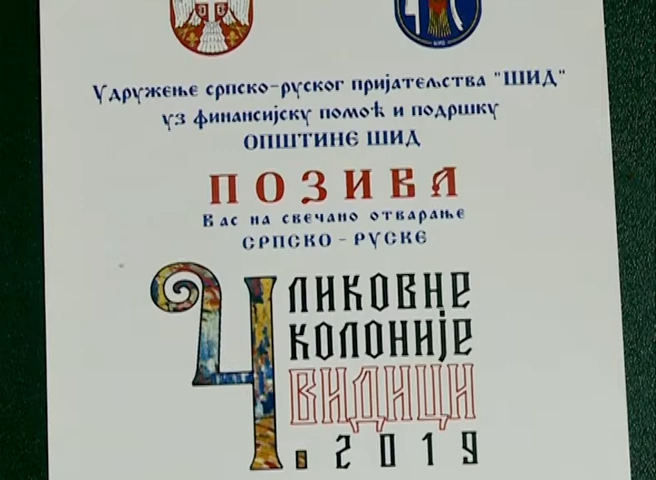 Удружење српско-руског пријатељства "ШИД"
уз финансијску помоћ и подршку
ОПШТИНЕ ШИД
ПОЗИВА
Вас на свечано отварање
СРПСКО - РУСКЕ
4. ЛИКОВНЕ
КОЛОНИЈЕ
ВИДИЦИ
2019